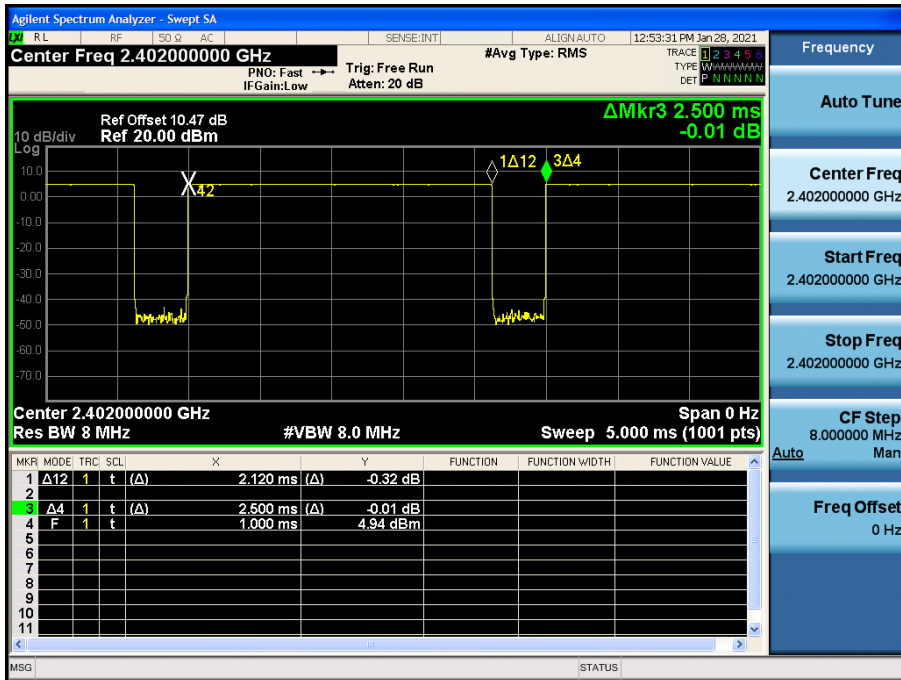 Agilent Spectrum Analyzer - Swept SA
LXI RL RF 50 Ω AC SENSE:INT ALIGN AUTO 12:53:31 PM Jan 28, 2021
Center Freq 2.402000000 GHz
PNO: Fast
IFGain:Low
Trig: Free Run
Atten: 20 dB
#Avg Type: RMS
TRACE 1 2 3 4 5 6
TYPE WWWWWW
DET P N N N N N
ΔMkr3 2.500 ms
-0.01 dB
Ref Offset 10.47 dB
10 dB/div Ref 20.00 dBm
Log
10.0
0.00
-10.0
-20.0
-30.0
-40.0
-50.0
-60.0
-70.0
42
1Δ12
3Δ4
Center 2.402000000 GHz Span 0 Hz
Res BW 8 MHz #VBW 8.0 MHz Sweep 5.000 ms (1001 pts)
MKR MODE TRC SCL X Y FUNCTION FUNCTION WIDTH FUNCTION VALUE
1 Δ12 1 t (Δ) 2.120 ms (Δ) -0.32 dB
2
3 Δ4 1 t (Δ) 2.500 ms (Δ) -0.01 dB
4 F 1 t 1.000 ms 4.94 dBm
5
6
7
8
9
10
11
MSG STATUS
Frequency
Auto Tune
Center Freq
2.402000000 GHz
Start Freq
2.402000000 GHz
Stop Freq
2.402000000 GHz
CF Step
8.000000 MHz
Auto Man
Freq Offset
0 Hz